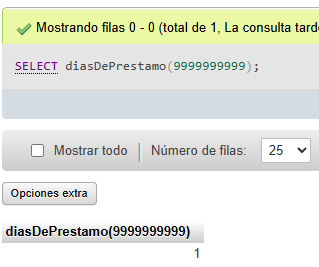 Mostrando filas 0 - 0 (total de 1, La consulta tard
SELECT diasDePrestamo(9999999999);
Mostrar todo | Número de filas: 25
Opciones extra
diasDePrestamo(9999999999)
1